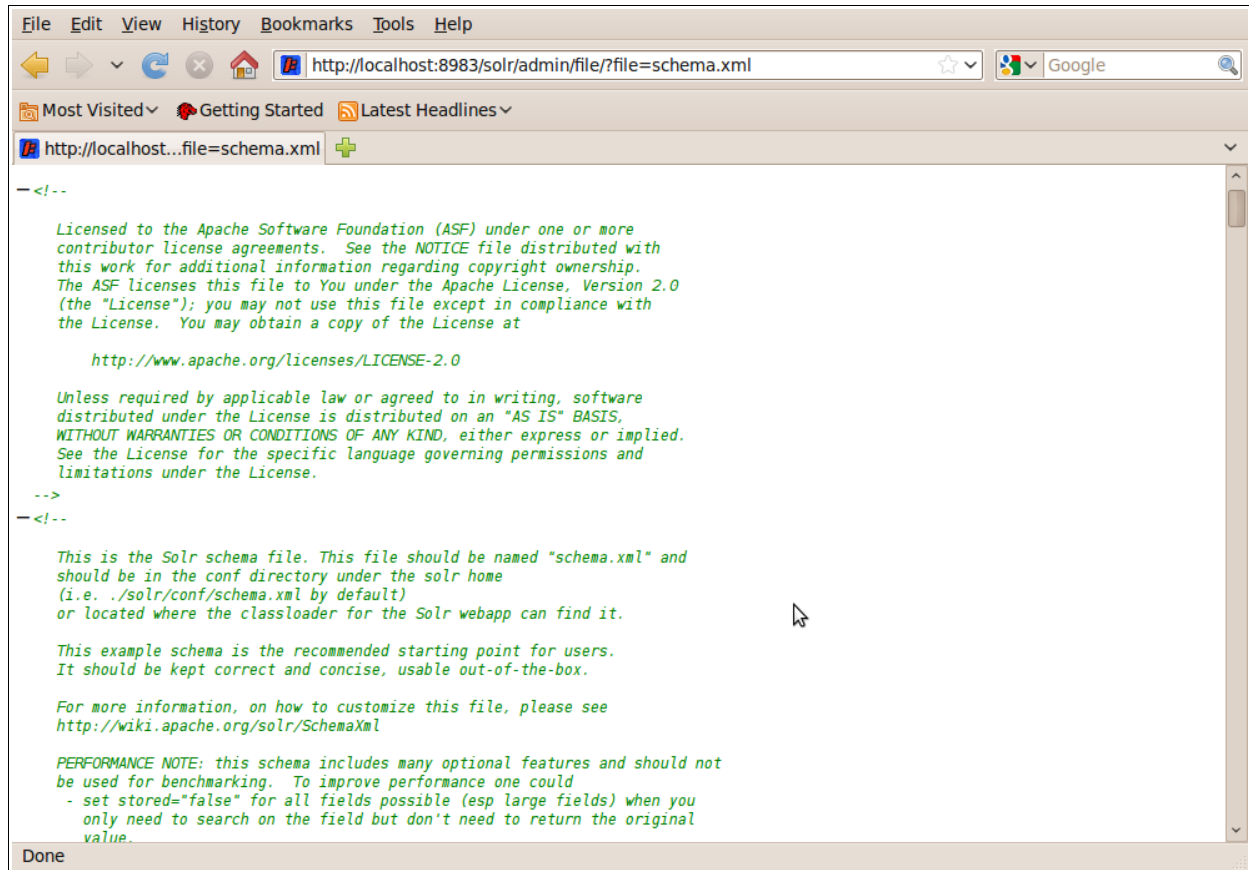 File Edit View History Bookmarks Tools Help
http://localhost:8983/solr/admin/file/?file=schema.xml Google
Most Visited Getting Started Latest Headlines
http://localhost...file=schema.xml
<!--
Licensed to the Apache Software Foundation (ASF) under one or more
contributor license agreements.  See the NOTICE file distributed with
this work for additional information regarding copyright ownership.
The ASF licenses this file to You under the Apache License, Version 2.0
(the "License"); you may not use this file except in compliance with
the License.  You may obtain a copy of the License at
http://www.apache.org/licenses/LICENSE-2.0
Unless required by applicable law or agreed to in writing, software
distributed under the License is distributed on an "AS IS" BASIS,
WITHOUT WARRANTIES OR CONDITIONS OF ANY KIND, either express or implied.
See the License for the specific language governing permissions and
limitations under the License.
-->
<!--
This is the Solr schema file. This file should be named "schema.xml" and
should be in the conf directory under the solr home
(i.e. ./solr/conf/schema.xml by default)
or located where the classloader for the Solr webapp can find it.
This example schema is the recommended starting point for users.
It should be kept correct and concise, usable out-of-the-box.
For more information, on how to customize this file, please see
http://wiki.apache.org/solr/SchemaXml
PERFORMANCE NOTE: this schema includes many optional features and should not
be used for benchmarking.  To improve performance one could
- set stored="false" for all fields possible (esp large fields) when you
only need to search on the field but don't need to return the original
value.
Done